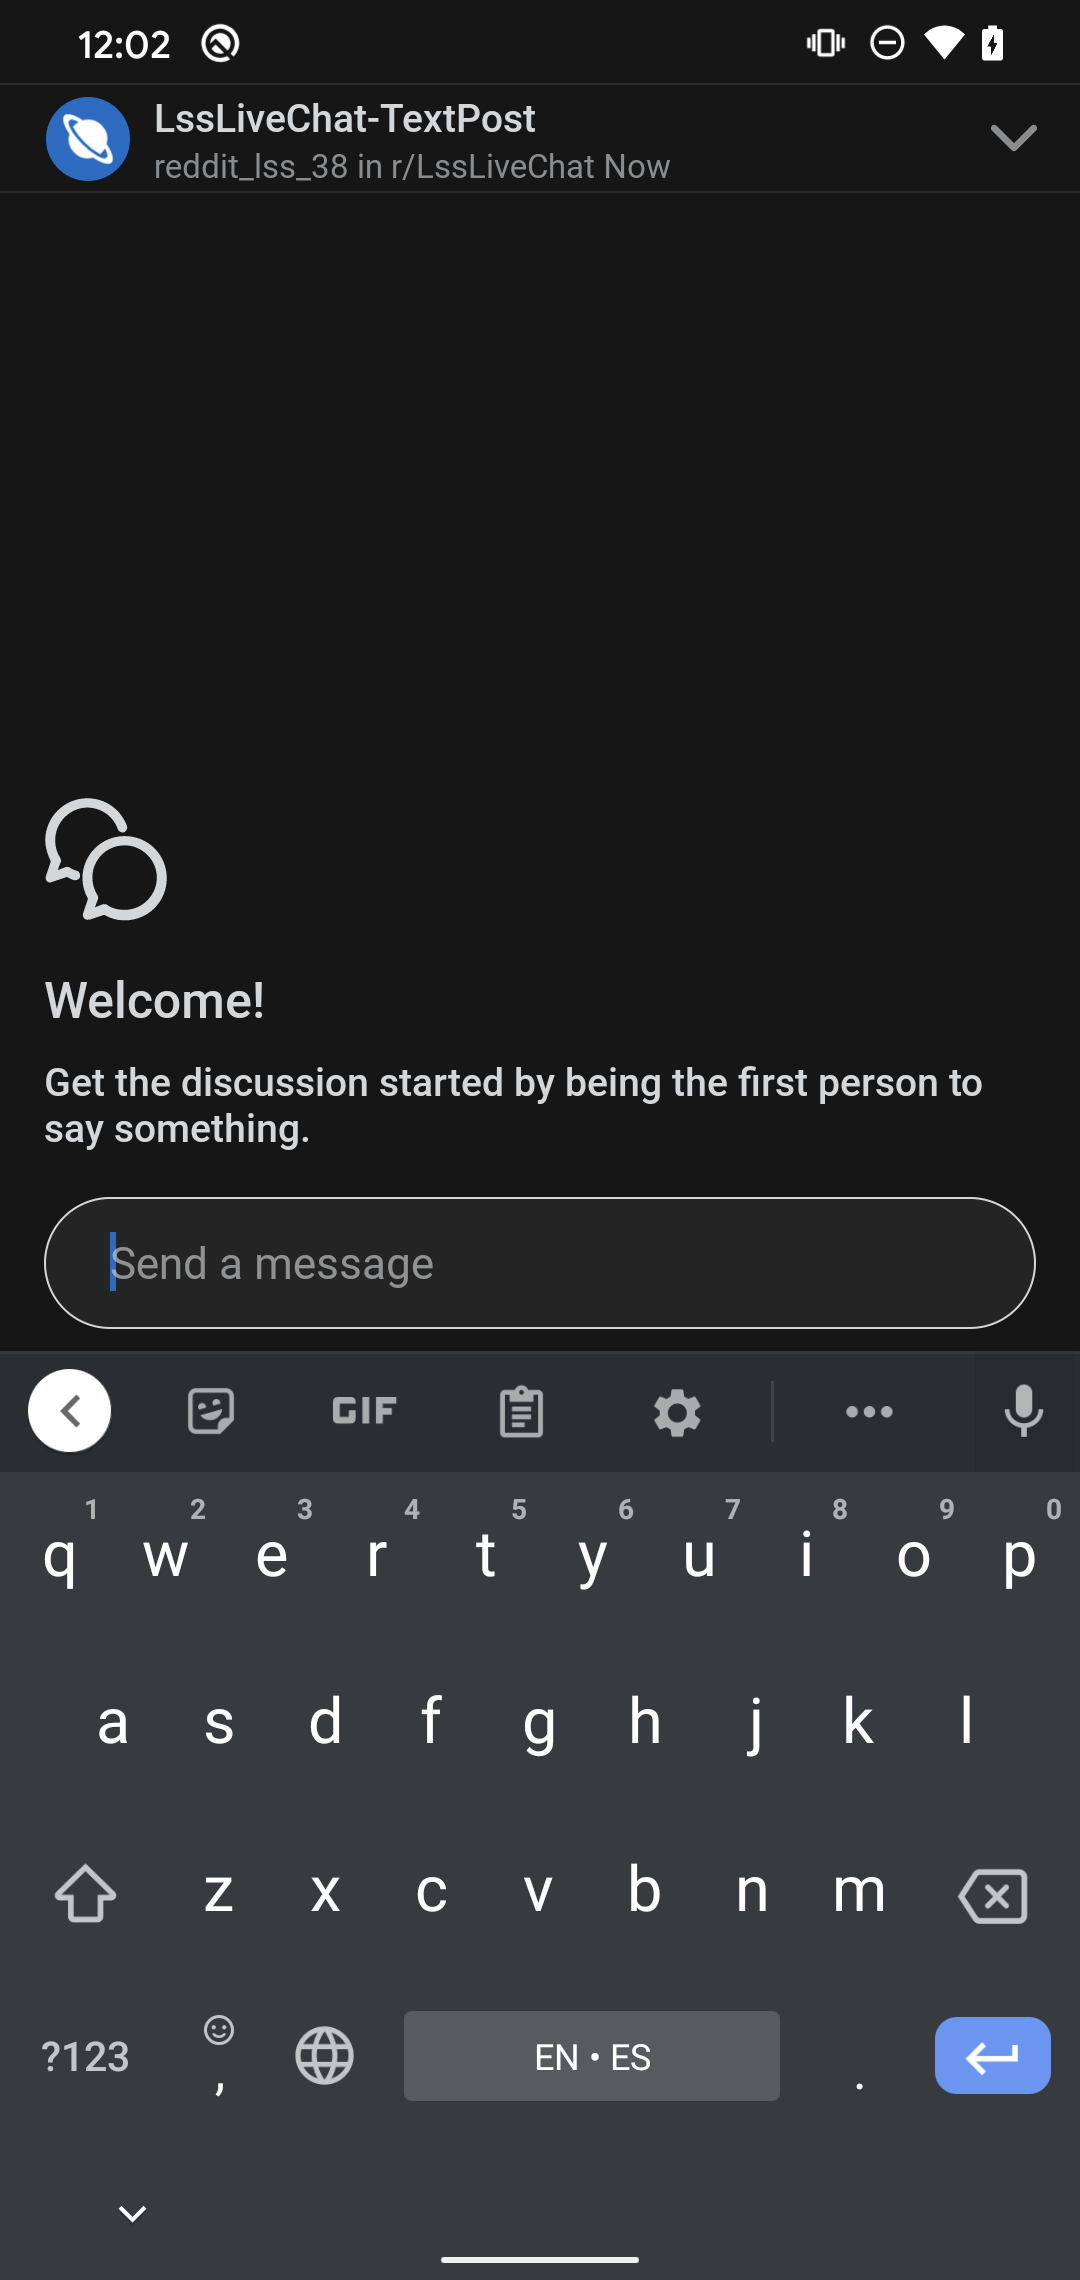 12:02
LssLiveChat-TextPost
reddit_lss_38 in r/LssLiveChat Now
Welcome!
Get the discussion started by being the first person to
say something.
Send a message
GIF
1 2 3 4 5 6 7 8 9 0
q w e r t y u i o p
a s d f g h j k l
z x c v b n m
?123 , EN • ES .